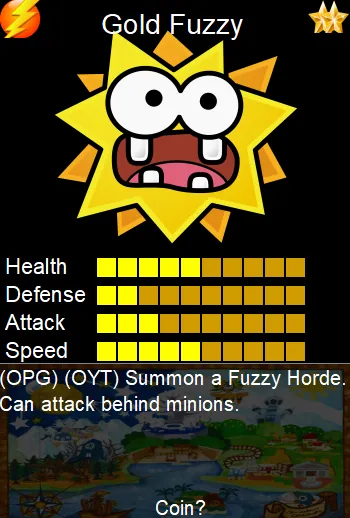 Gold Fuzzy
Health
Defense
Attack
Speed
(OPG) (OYT) Summon a Fuzzy Horde.
Can attack behind minions.
Coin?